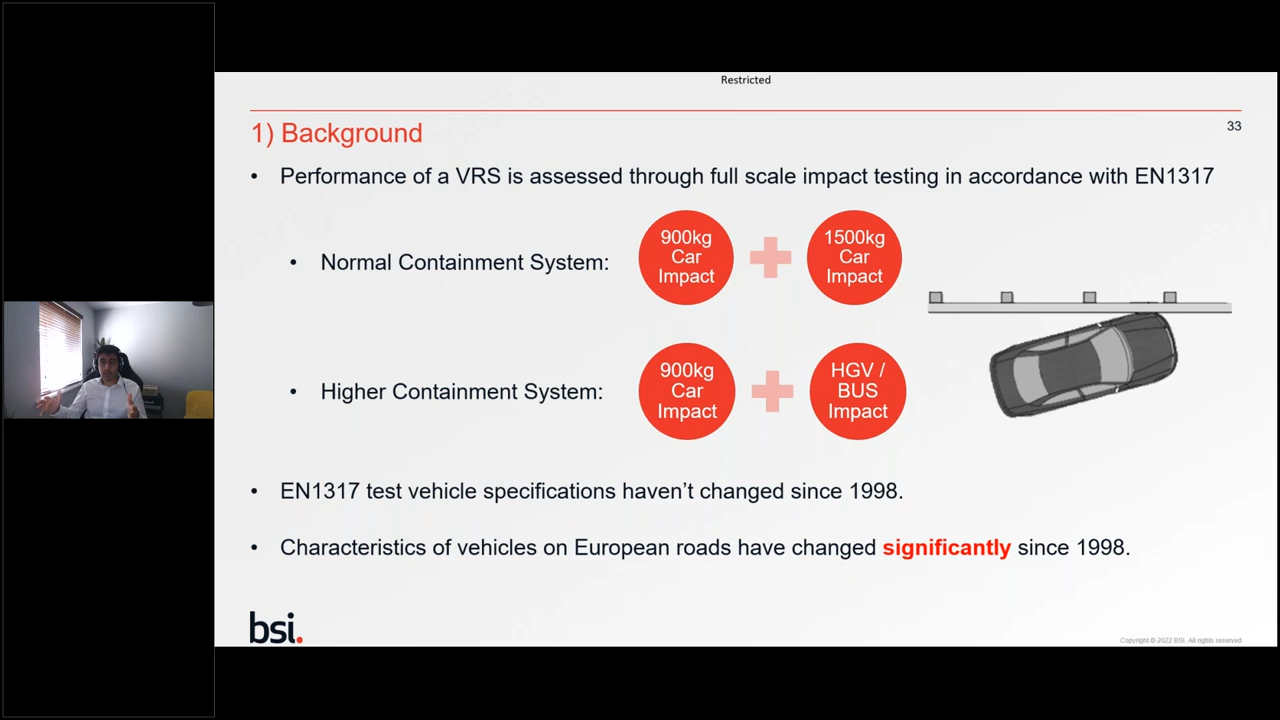 Restricted
33
1) Background
• Performance of a VRS is assessed through full scale impact testing in accordance with EN1317
• Normal Containment System:
900kg
Car
Impact
1500kg
Car
Impact
• Higher Containment System:
900kg
Car
Impact
HGV /
BUS
Impact
• EN1317 test vehicle specifications haven't changed since 1998.
• Characteristics of vehicles on European roads have changed significantly since 1998.
bsi.
Copyright © 2022 BSI. All rights reserved